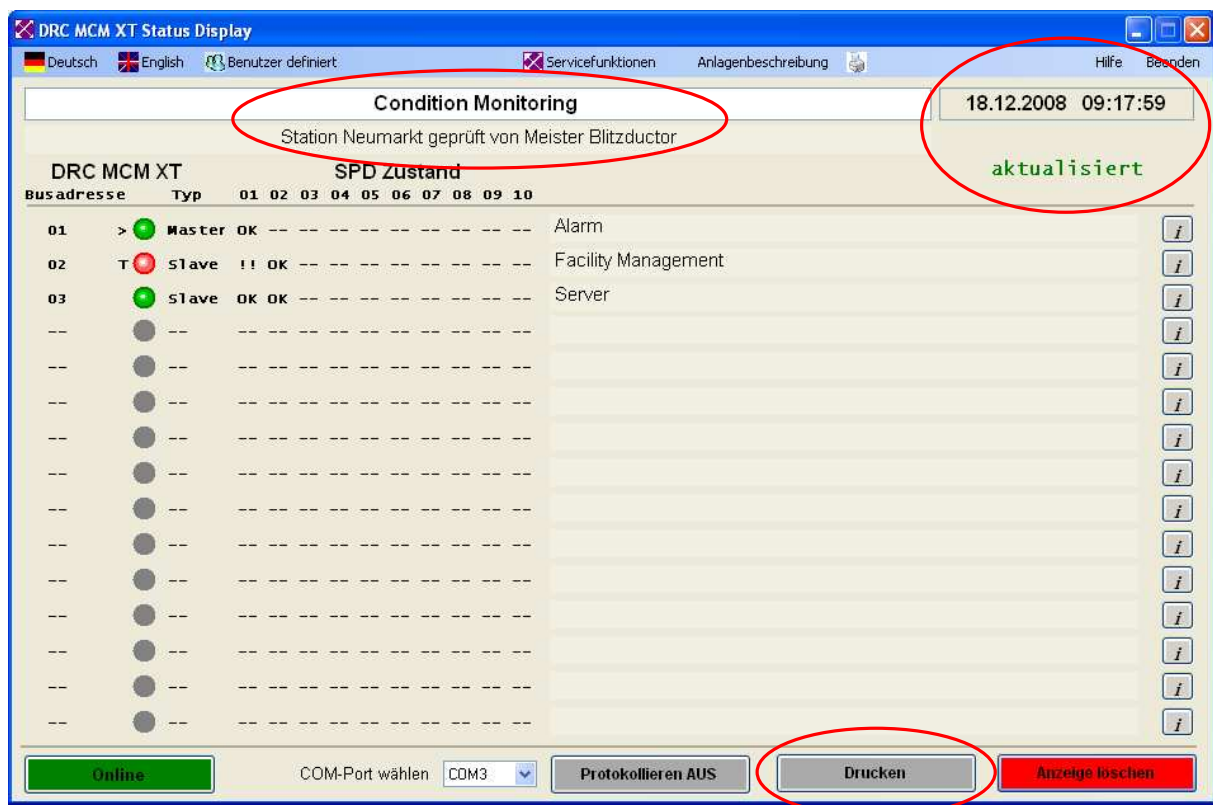 DRC MCM XT Status Display
Deutsch English Benutzer definiert Servicefunktionen Anlagenbeschreibung Hilfe Beenden
Condition Monitoring 18.12.2008 09:17:59
Station Neumarkt geprüft von Meister Blitzductor
aktualisiert
DRC MCM XT SPD Zustand
Busadresse Typ 01 02 03 04 05 06 07 08 09 10
01 > Master OK -- -- -- -- -- -- -- -- -- Alarm i
02 T Slave !! OK -- -- -- -- -- -- -- -- Facility Management i
03 Slave OK OK -- -- -- -- -- -- -- -- Server i
-- -- -- -- -- -- -- -- -- -- -- -- i
-- -- -- -- -- -- -- -- -- -- -- -- i
-- -- -- -- -- -- -- -- -- -- -- -- i
-- -- -- -- -- -- -- -- -- -- -- -- i
-- -- -- -- -- -- -- -- -- -- -- -- i
-- -- -- -- -- -- -- -- -- -- -- -- i
-- -- -- -- -- -- -- -- -- -- -- -- i
-- -- -- -- -- -- -- -- -- -- -- -- i
-- -- -- -- -- -- -- -- -- -- -- -- i
-- -- -- -- -- -- -- -- -- -- -- -- i
-- -- -- -- -- -- -- -- -- -- -- -- i
-- -- -- -- -- -- -- -- -- -- -- -- i
Online COM-Port wählen COM3 Protokollieren AUS Drucken Anzeige löschen